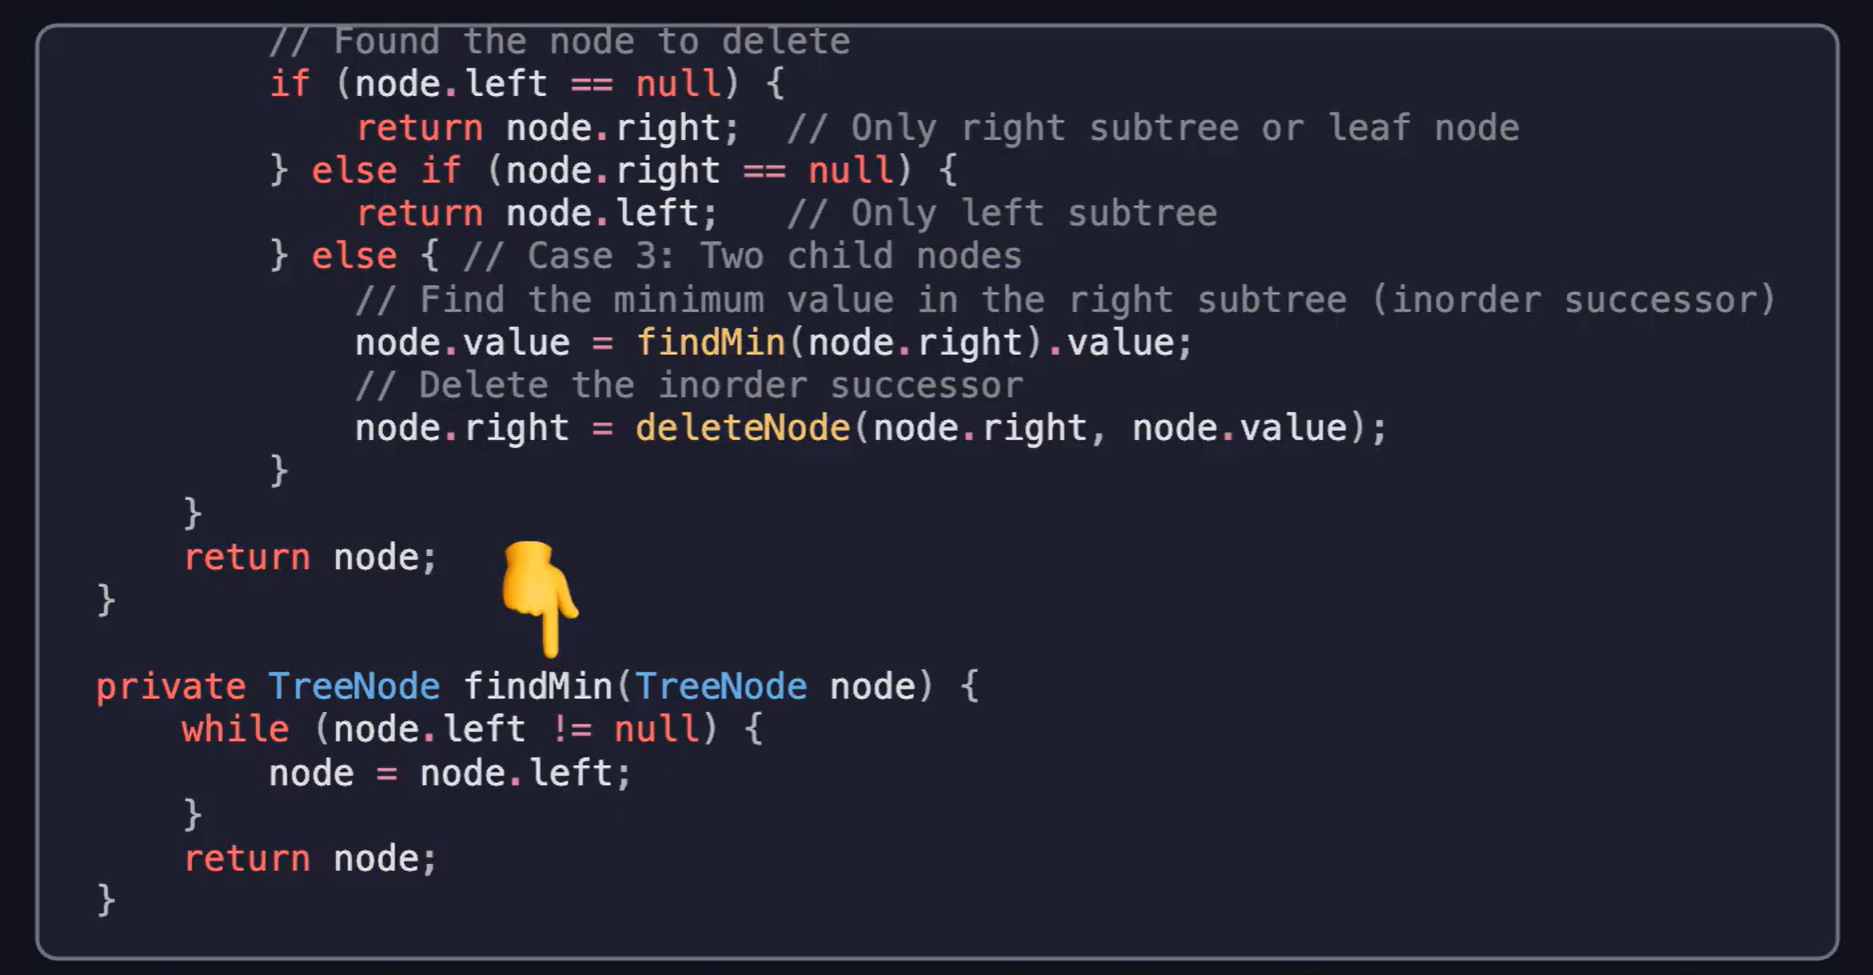 // Found the node to delete
if (node.left == null) {
return node.right;  // Only right subtree or leaf node
} else if (node.right == null) {
return node.left;   // Only left subtree
} else { // Case 3: Two child nodes
// Find the minimum value in the right subtree (inorder successor)
node.value = findMin(node.right).value;
// Delete the inorder successor
node.right = deleteNode(node.right, node.value);
}
}
return node;
}
private TreeNode findMin(TreeNode node) {
while (node.left != null) {
node = node.left;
}
return node;
}